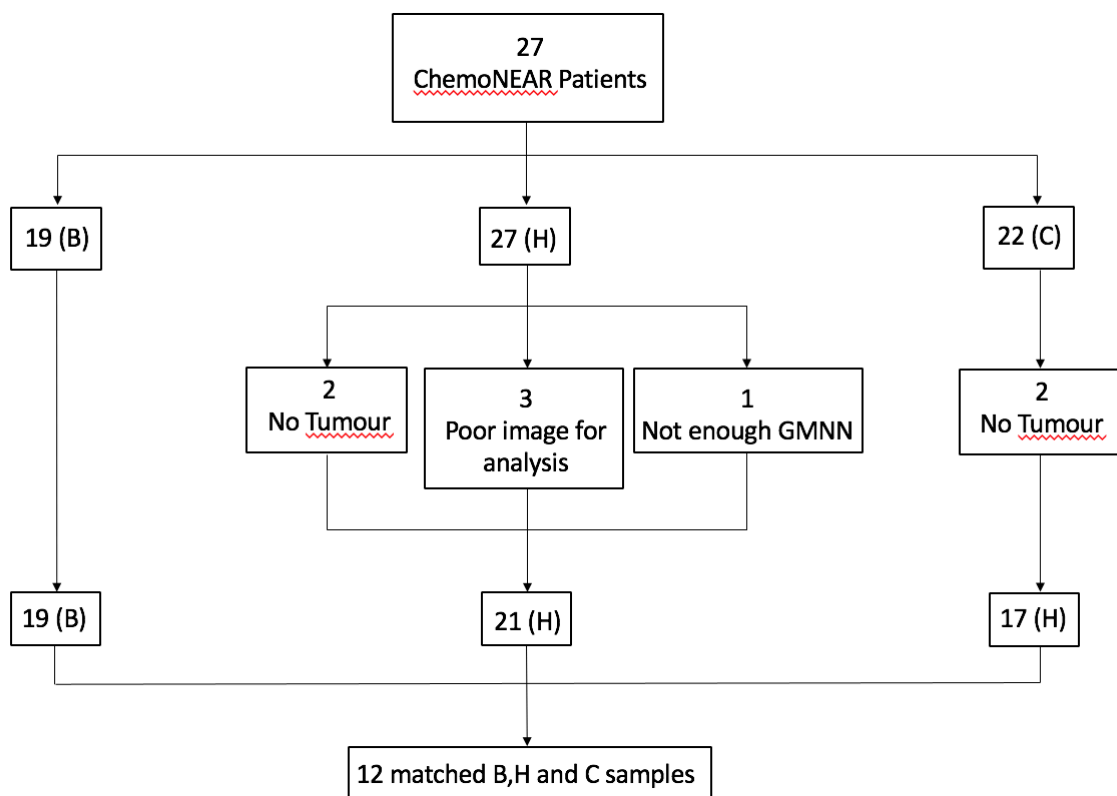 27
ChemoNEAR Patients
19 (B)
27 (H)
22 (C)
2
No Tumour
3
Poor image for
analysis
1
Not enough GMNN
2
No Tumour
19 (B)
21 (H)
17 (H)
12 matched B,H and C samples